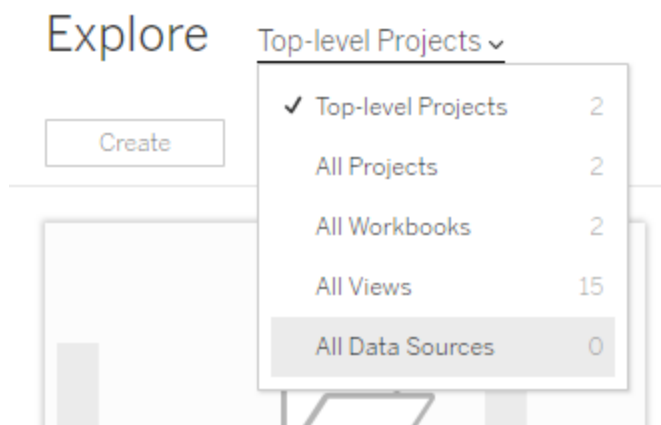 Explore
Top-level Projects
Create
✓ Top-level Projects 2
All Projects 2
All Workbooks 2
All Views 15
All Data Sources 0